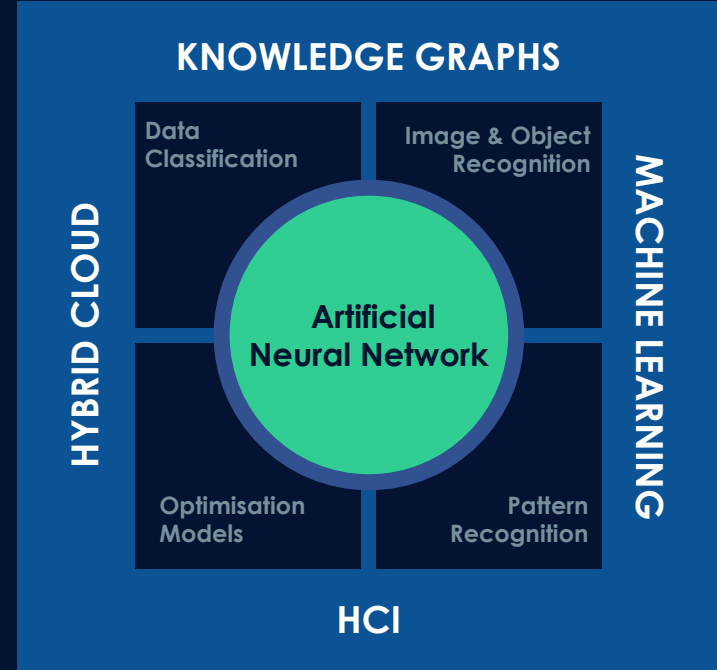 KNOWLEDGE GRAPHS
Data
Classification
Image & Object
Recognition
HYBRID CLOUD
MACHINE LEARNING
Artificial
Neural Network
Optimisation
Models
Pattern
Recognition
HCI